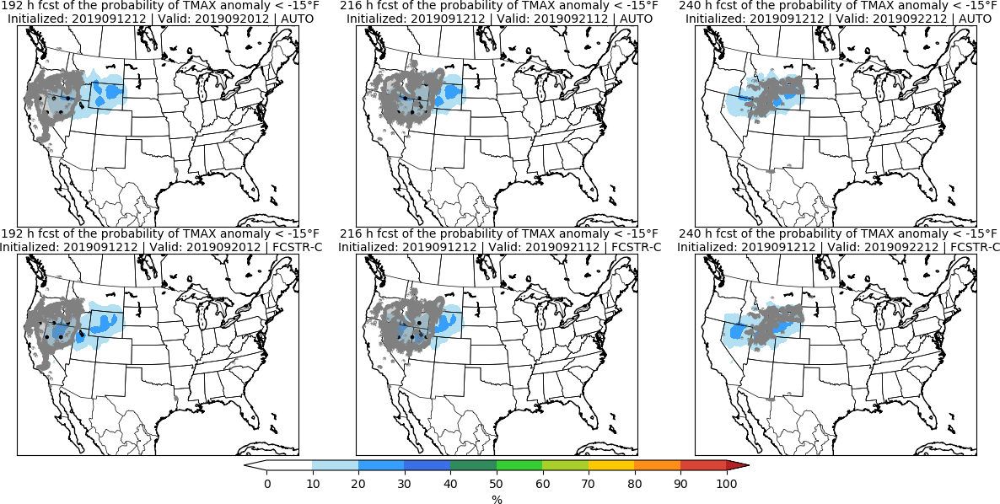 192 h fcst of the probability of TMAX anomaly < -15°F
Initialized: 2019091212 | Valid: 2019092012 | AUTO
216 h fcst of the probability of TMAX anomaly < -15°F
Initialized: 2019091212 | Valid: 2019092112 | AUTO
240 h fcst of the probability of TMAX anomaly < -15°F
Initialized: 2019091212 | Valid: 2019092212 | AUTO
192 h fcst of the probability of TMAX anomaly < -15°F
Initialized: 2019091212 | Valid: 2019092012 | FCSTR-C
216 h fcst of the probability of TMAX anomaly < -15°F
Initialized: 2019091212 | Valid: 2019092112 | FCSTR-C
240 h fcst of the probability of TMAX anomaly < -15°F
Initialized: 2019091212 | Valid: 2019092212 | FCSTR-C
0 10 20 30 40 50 60 70 80 90 100
%